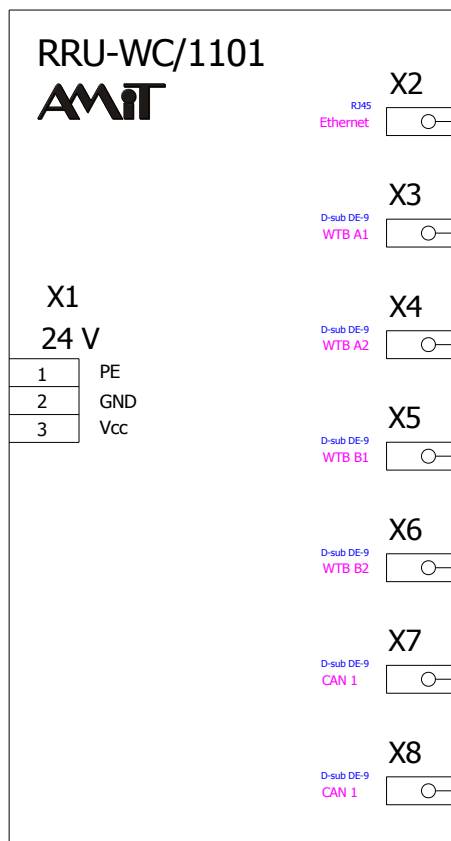 RRU-WC/1101
AMiT
X2
RJ45
Ethernet
X3
D-sub DE-9
WTB A1
X1
24 V
1 PE
2 GND
3 Vcc
X4
D-sub DE-9
WTB A2
X5
D-sub DE-9
WTB B1
X6
D-sub DE-9
WTB B2
X7
D-sub DE-9
CAN 1
X8
D-sub DE-9
CAN 1